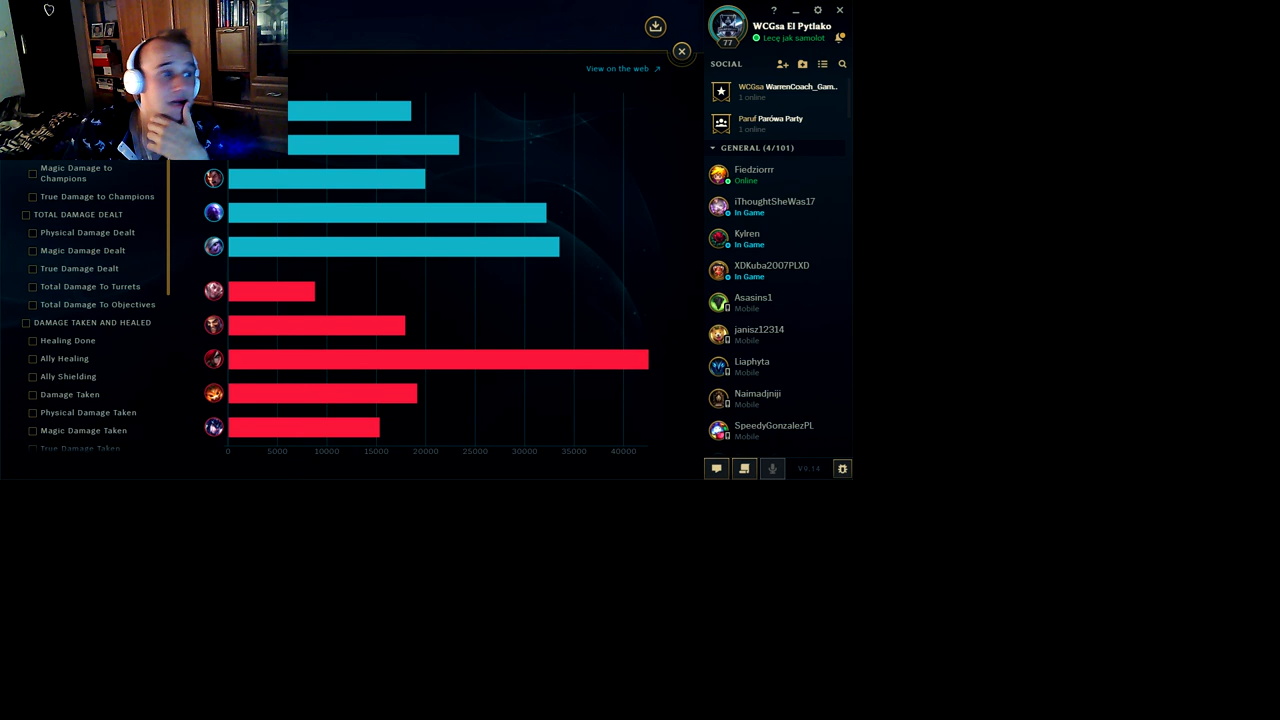 ?
WCGsa El Pytlako
Lecę jak samolot
77
View on the web
SOCIAL
WCGsa WarrenCoach_Gam..
1 online
Paruf Parówa Party
1 online
GENERAL (4/101)
Magic Damage to
Champions
True Damage to Champions
TOTAL DAMAGE DEALT
Physical Damage Dealt
Magic Damage Dealt
True Damage Dealt
Total Damage To Turrets
Total Damage To Objectives
DAMAGE TAKEN AND HEALED
Healing Done
Ally Healing
Ally Shielding
Damage Taken
Physical Damage Taken
Magic Damage Taken
True Damage Taken
0 5000 10000 15000 20000 25000 30000 35000 40000
Fiedziorrr
Online
iThoughtSheWas17
In Game
Kylren
In Game
XDKuba2007PLXD
In Game
Asasins1
Mobile
janisz12314
Mobile
Liaphyta
Mobile
Naimadjniji
Mobile
SpeedyGonzalezPL
Mobile
V9.14